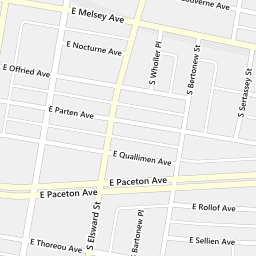 ouverne Ave
E Melsey Ave
E Nocturne Ave
S Wholler Pl
S Bertonew St
E Offried Ave
S Sertassey St
E Parten Ave
E Quallimen Ave
E Paceton Ave
E Paceton Ave
S Elsward St
S Bartonew Pl
E Rollof Ave
E Thoreou Ave
E Sellien Ave